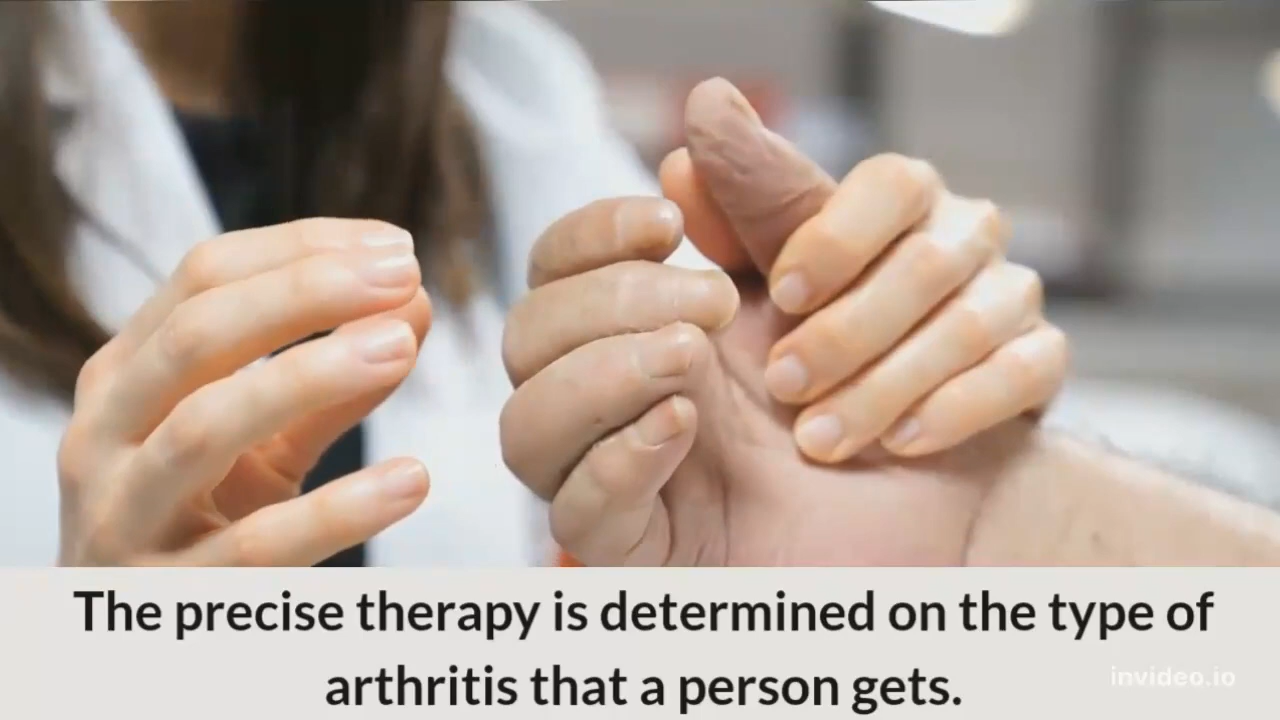 The precise therapy is determined on the type of
arthritis that a person gets.
invideo.io